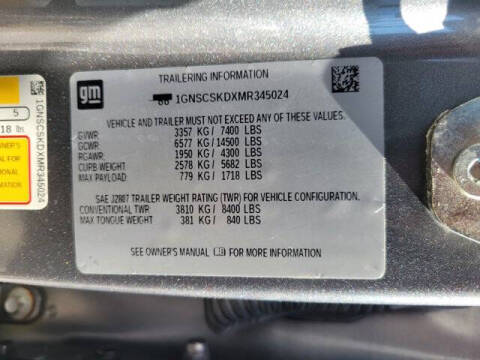 gm
TRAILERING INFORMATION
1GNSCSKDXMR345024
VEHICLE AND TRAILER MUST NOT EXCEED ANY OF THESE VALUES.
GVWR: 3357 KG/ 7400 LBS
GCWR: 6577 KG/14500 LBS
RGAWR: 1950 KG/ 4300 LBS
CURB WEIGHT 2578 KG/ 5682 LBS
MAX PAYLOAD 779 KG/ 1718 LBS
SAE J2807 TRAILER WEIGHT RATING (TWR) FOR VEHICLE CONFIGURATION.
CONVENTIONAL TWR 3810 KG/ 8400 LBS
MAX TONGUE WEIGHT 381 KG/ 840 LBS
SEE OWNER'S MANUAL FOR MORE INFORMATION
5
18 lbs
1GNSCSKDXMR345024